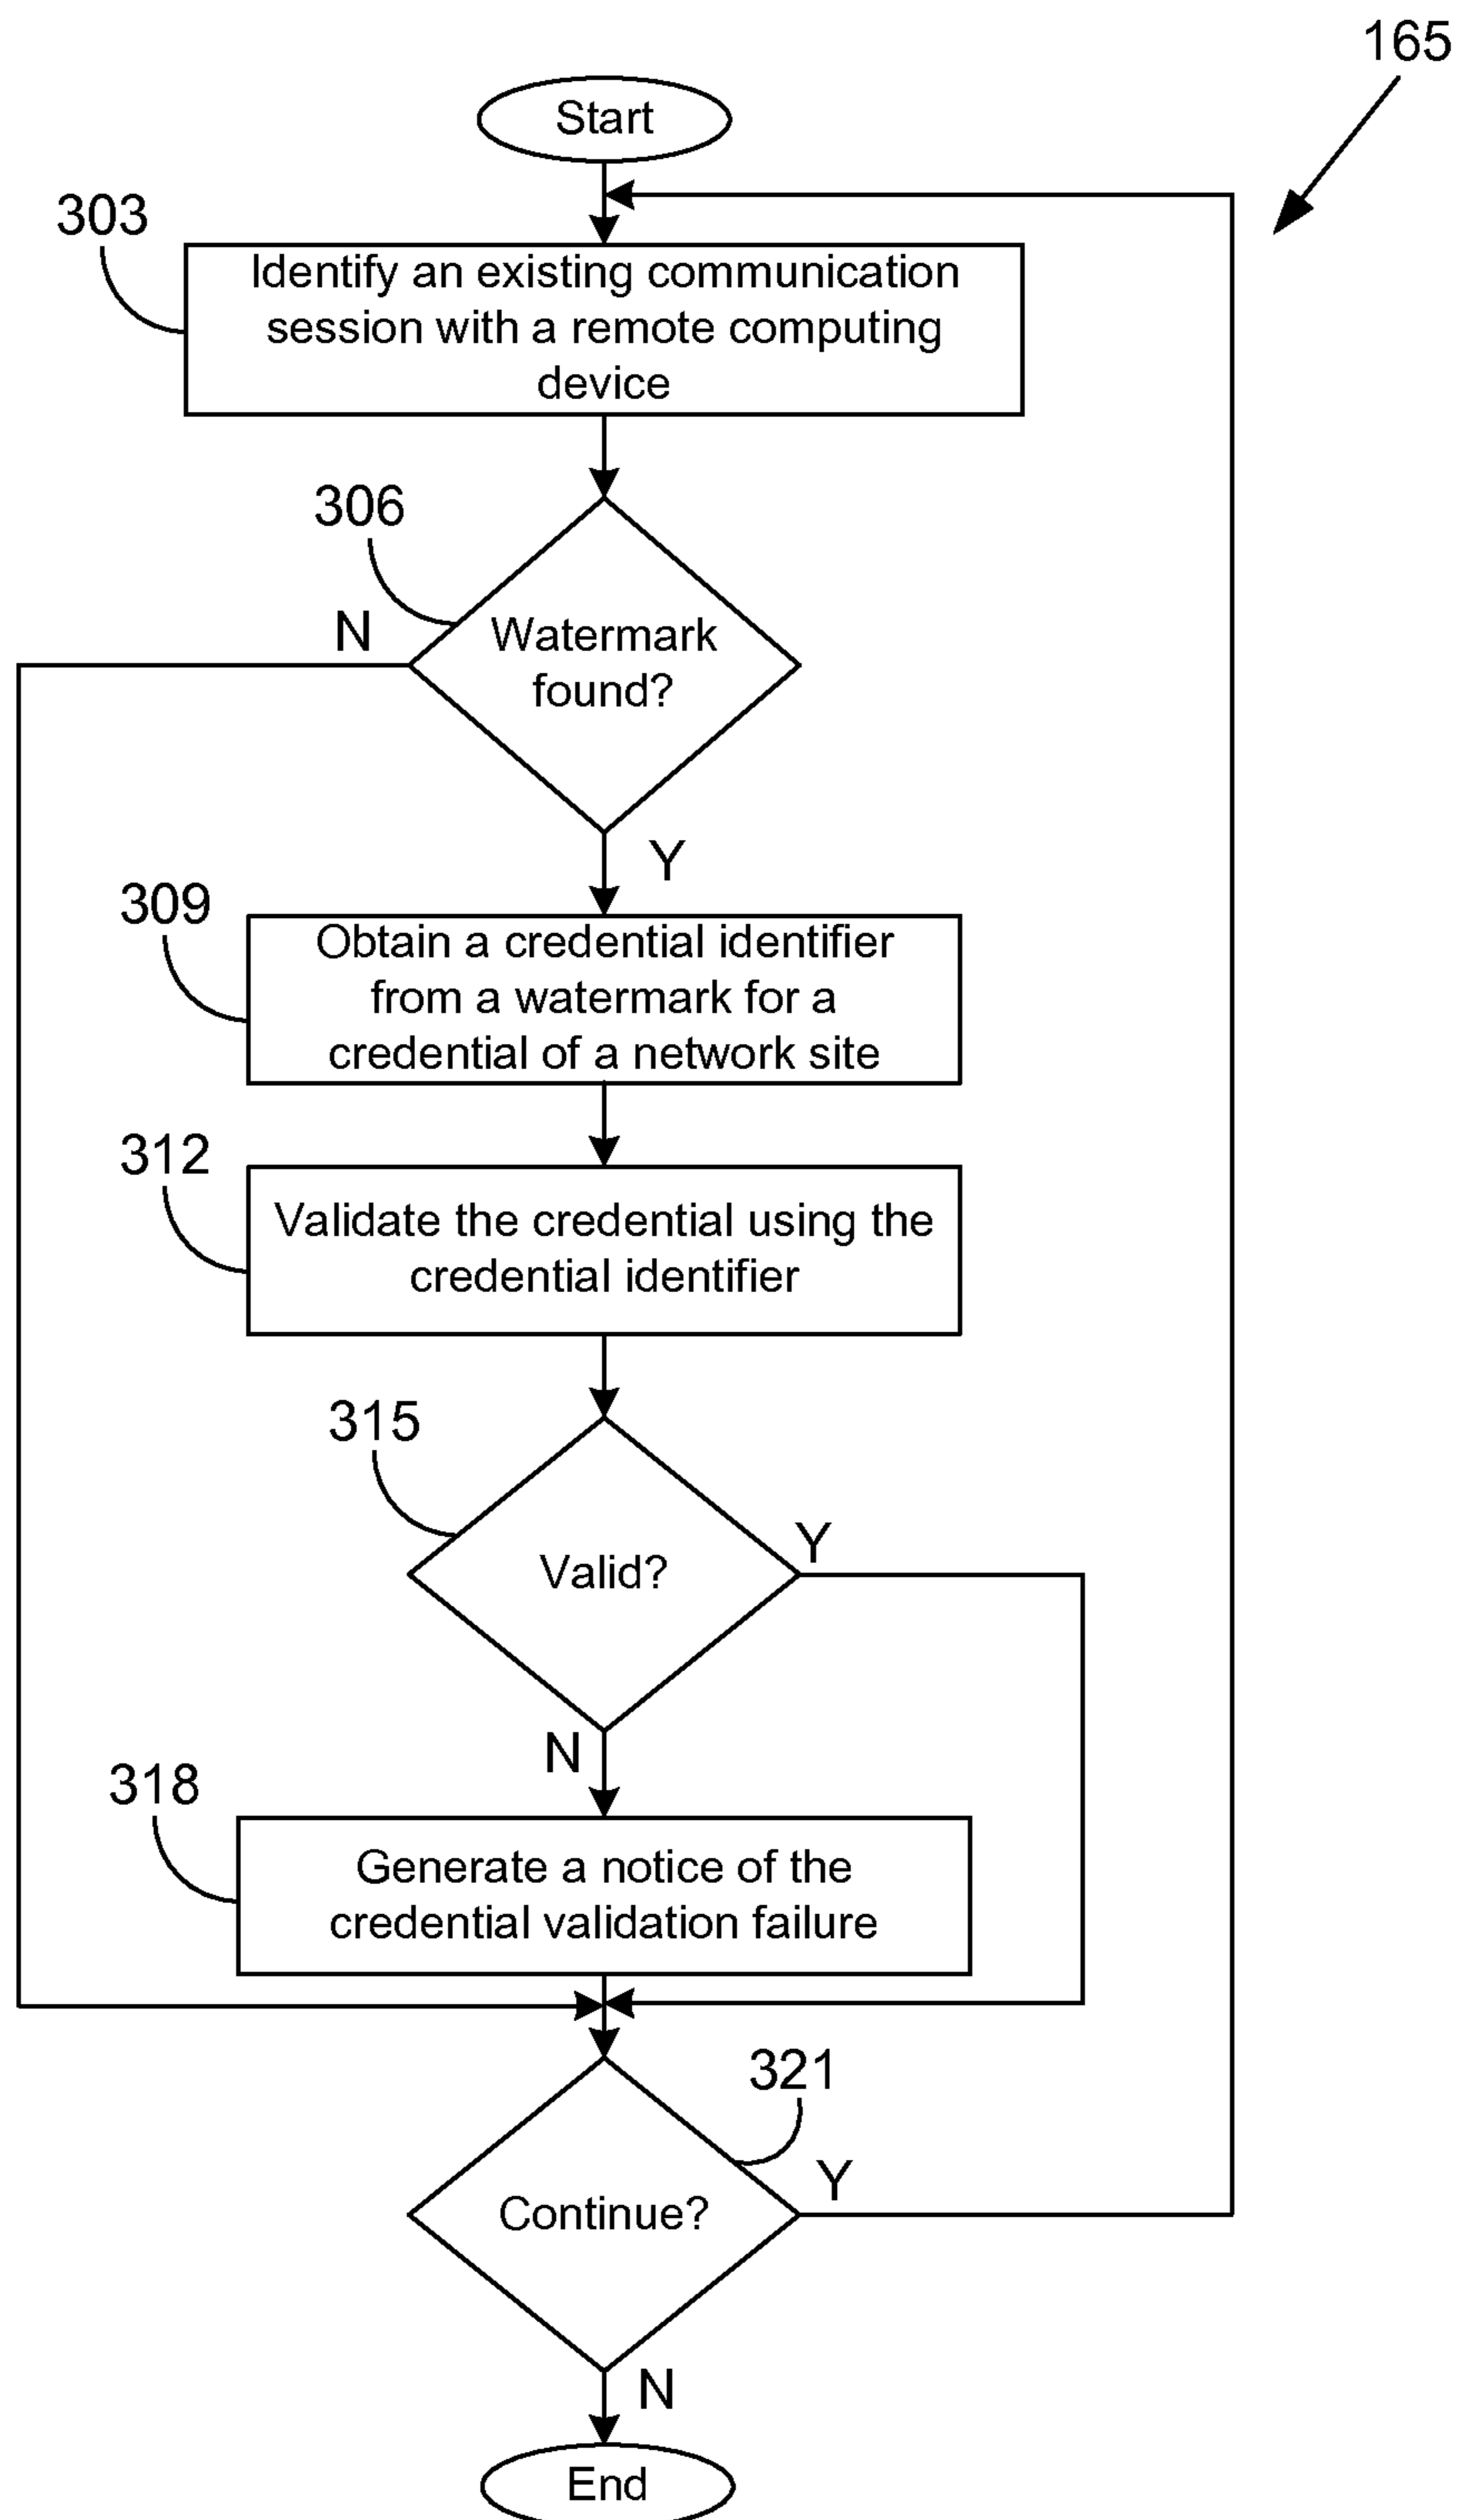 165
Start
303
Identify an existing communication
session with a remote computing
device
306
N
Watermark
found?
Y
309
Obtain a credential identifier
from a watermark for a
credential of a network site
312
Validate the credential using the
credential identifier
315
Y
Valid?
N
318
Generate a notice of the
credential validation failure
321
Y
Continue?
N
End